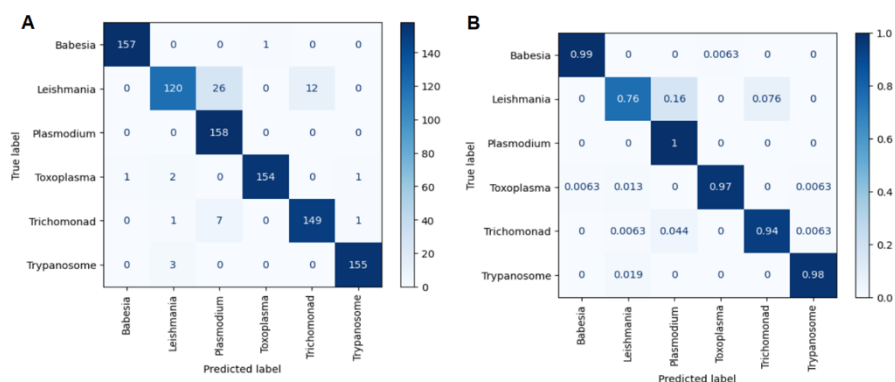 A
Babesia 157 0 0 1 0 0
Leishmania 0 120 26 0 12 0
Plasmodium 0 0 158 0 0 0
Toxoplasma 1 2 0 154 0 1
Trichomonad 0 1 7 0 149 1
Trypanosome 0 3 0 0 0 155
True label
Babesia Leishmania Plasmodium Toxoplasma Trichomonad Trypanosome
Predicted label
140
120
100
80
60
40
20
0
B
Babesia 0.99 0 0 0.0063 0 0
Leishmania 0 0.76 0.16 0 0.076 0
Plasmodium 0 0 1 0 0 0
Toxoplasma 0.0063 0.013 0 0.97 0 0.0063
Trichomonad 0 0.0063 0.044 0 0.94 0.0063
Trypanosome 0 0.019 0 0 0 0.98
True label
Babesia Leishmania Plasmodium Toxoplasma Trichomonad Trypanosome
Predicted label
1.0
0.8
0.6
0.4
0.2
0.0